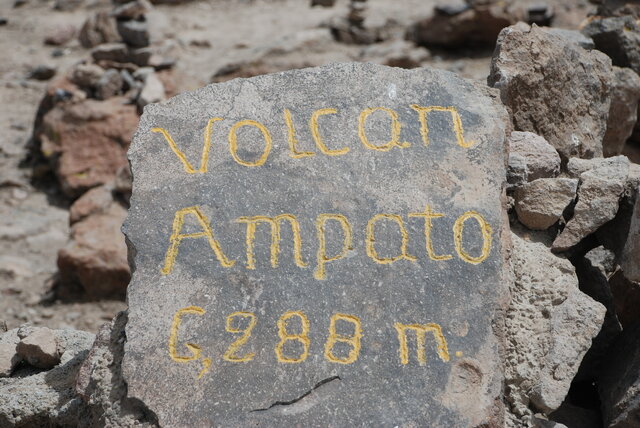 Volcan
Ampato
6,288 m.